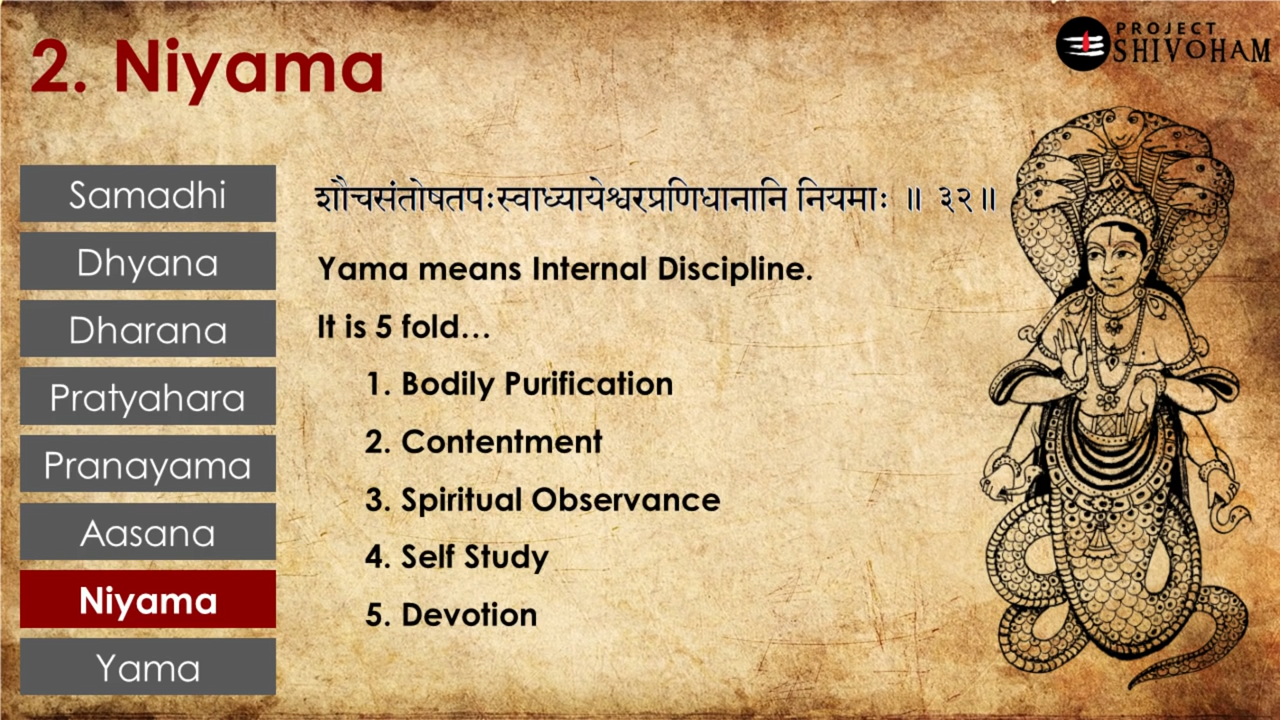 2. Niyama
PROJECT
SHIVOHAM
Samadhi
Dhyana
Dharana
Pratyahara
Pranayama
Aasana
Niyama
Yama
शौचसंतोषतपःस्वाध्यायेश्वरप्रणिधानानि नियमाः ॥ ३२॥
Yama means Internal Discipline.
It is 5 fold…
1. Bodily Purification
2. Contentment
3. Spiritual Observance
4. Self Study
5. Devotion